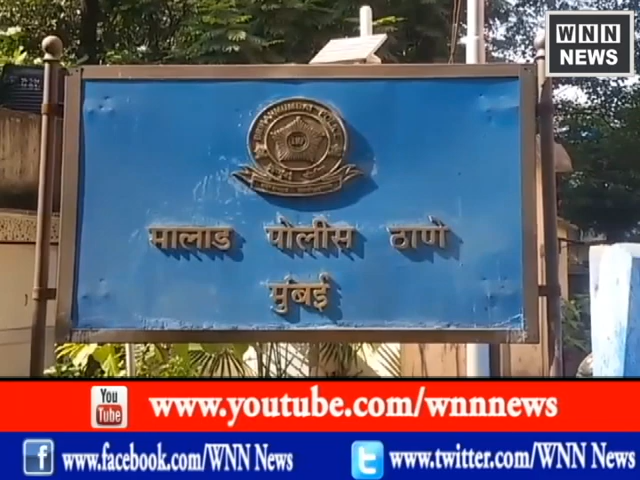 WNN
NEWS
मालाड पोलीस ठाणे
मुंबई
You
Tube
www.youtube.com/wnnnews
www.facebook.com/WNN News
www.twitter.com/WNN News